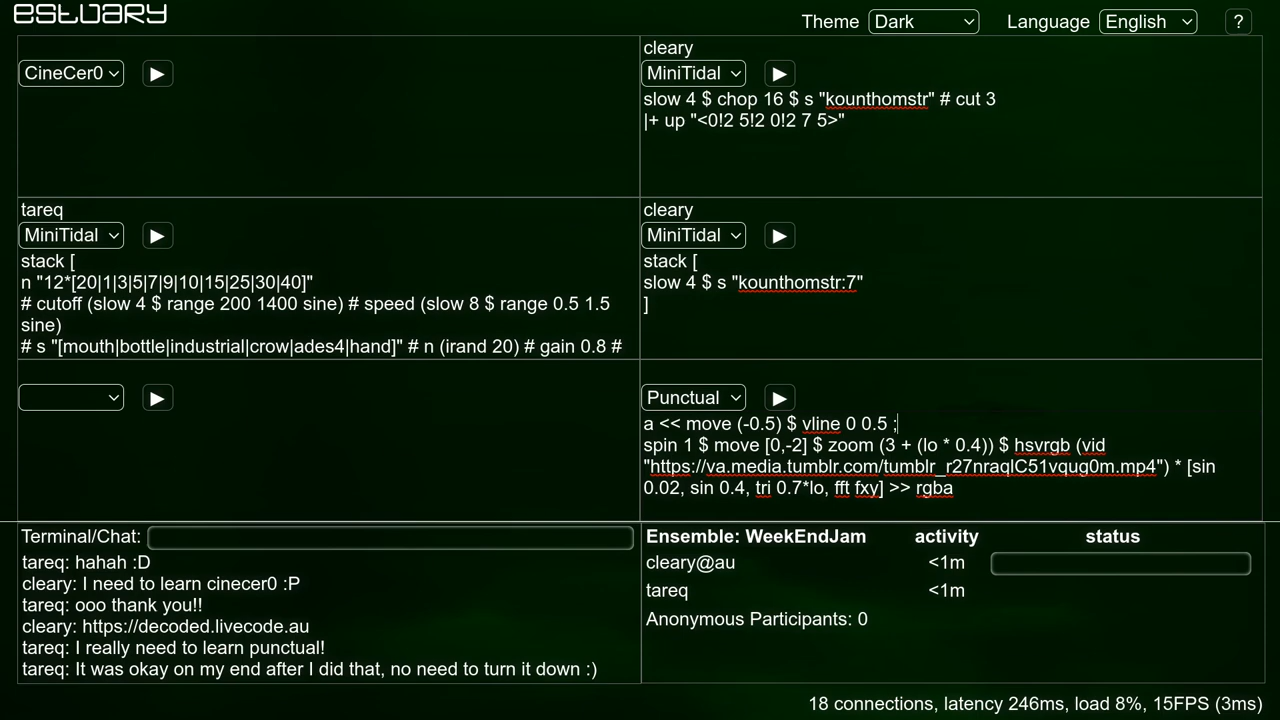 estuary
Theme Dark Language English ?
CineCer0 ▶
cleary
MiniTidal ▶
slow 4 $ chop 16 $ s "kounthomstr" # cut 3
|+ up "<0!2 5!2 0!2 7 5>"
tareq
MiniTidal ▶
stack [
n "12*[20|1|3|5|7|9|10|15|25|30|40]"
# cutoff (slow 4 $ range 200 1400 sine) # speed (slow 8 $ range 0.5 1.5
sine)
# s "[mouth|bottle|industrial|crow|ades4|hand]" # n (irand 20) # gain 0.8 #
cleary
MiniTidal ▶
stack [
slow 4 $ s "kounthomstr:7"
]
▶
Punctual ▶
a << move (-0.5) $ vline 0 0.5 ;
spin 1 $ move [0,-2] $ zoom (3 + (lo * 0.4)) $ hsvrgb (vid
"https://va.media.tumblr.com/tumblr_r27nraqlC51vqug0m.mp4") * [sin
0.02, sin 0.4, tri 0.7*lo, fft fxy] >> rgba
Terminal/Chat:
tareq: hahah :D
cleary: I need to learn cinecer0 :P
tareq: ooo thank you!!
cleary: https://decoded.livecode.au
tareq: I really need to learn punctual!
tareq: It was okay on my end after I did that, no need to turn it down :)
Ensemble: WeekEndJam activity status
cleary@au <1m
tareq <1m
Anonymous Participants: 0
18 connections, latency 246ms, load 8%, 15FPS (3ms)